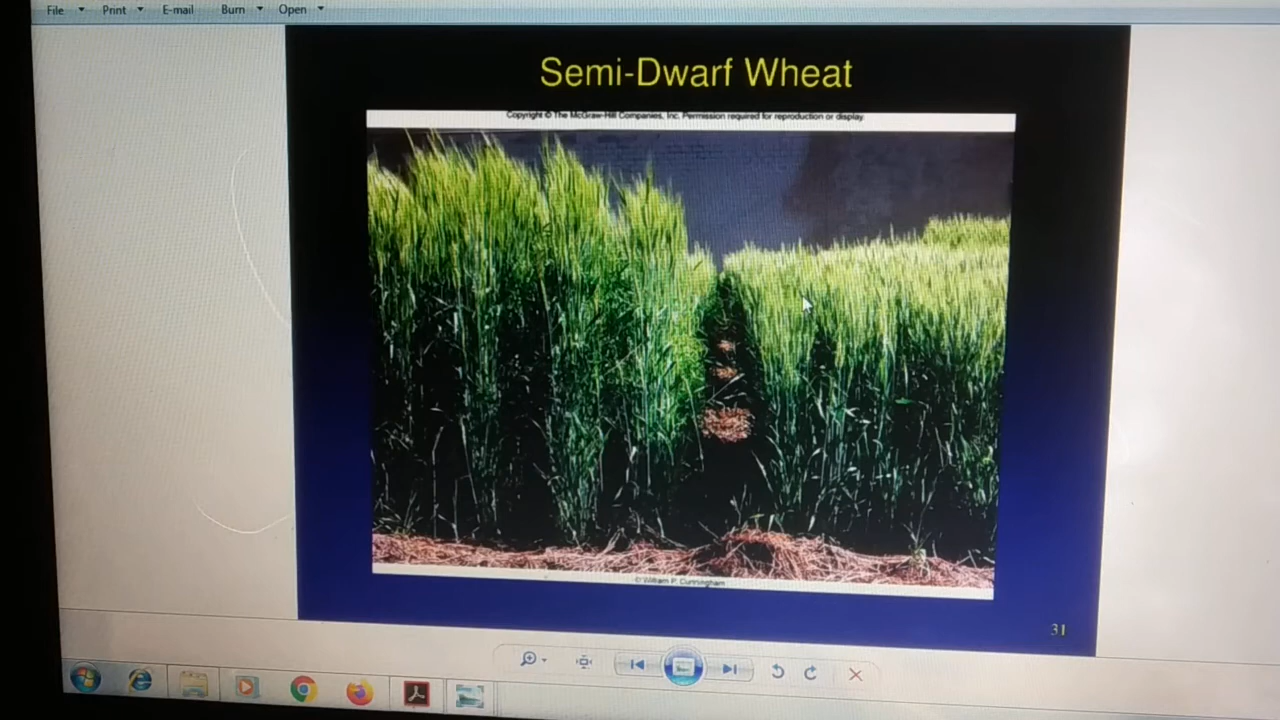 File Print E-mail Burn Open
Semi-Dwarf Wheat
Copyright © The McGraw-Hill Companies, Inc. Permission required for reproduction or display.
© William P. Cunningham
31